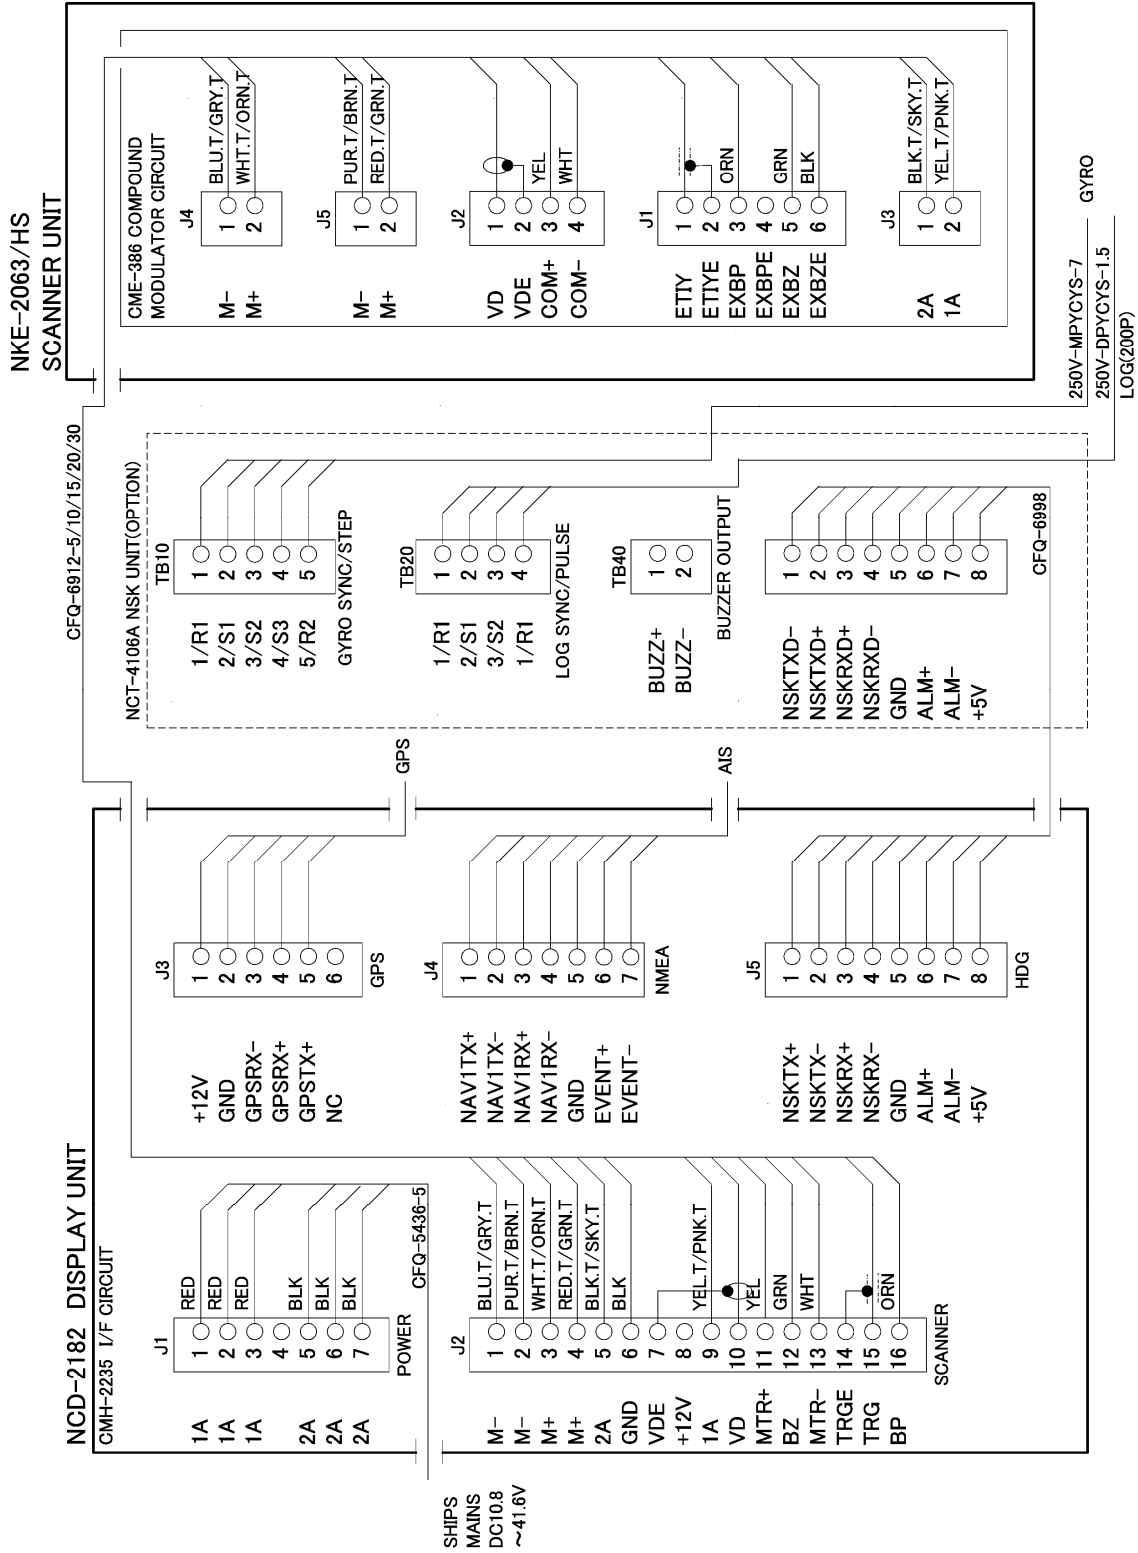 NKE-2063/HS
SCANNER UNIT
CME-386 COMPOUND
MODULATOR CIRCUIT
J4
BLU.T/GRY.T
WHT.T/ORN.T
1
2
M-
M+
J5
PUR.T/BRN.T
RED.T/GRN.T
1
2
M-
M+
J2
YEL
WHT
1
2
3
4
VD
VDE
COM+
COM-
J1
ORN
GRN
BLK
1
2
3
4
5
6
ETIY
ETIYE
EXBP
EXBPE
EXBZ
EXBZE
J3
BLK.T/SKY.T
YEL.T/PNK.T
1
2
2A
1A
CFQ-6912-5/10/15/20/30
250V-MPYCYS-7
GYRO
250V-DPYCYS-1.5
LOG(200P)
NCT-4106A NSK UNIT(OPTION)
TB10
1
2
3
4
5
1/R1
2/S1
3/S2
4/S3
5/R2
GYRO SYNC/STEP
TB20
1
2
3
4
1/R1
2/S1
3/S2
1/R1
LOG SYNC/PULSE
TB40
1
2
BUZZ+
BUZZ-
BUZZER OUTPUT
1
2
3
4
5
6
7
8
NSKTXD-
NSKTXD+
NSKRXD+
NSKRXD-
GND
ALM+
ALM-
+5V
CFQ-6998
GPS
AIS
NCD-2182 DISPLAY UNIT
CMH-2235 I/F CIRCUIT
J3
1
2
3
4
5
6
GPS
+12V
GND
GPSRX-
GPSRX+
GPSTX+
NC
J4
1
2
3
4
5
6
7
NMEA
NAV1TX+
NAV1TX-
NAV1RX+
NAV1RX-
GND
EVENT+
EVENT-
J5
1
2
3
4
5
6
7
8
HDG
NSKTX+
NSKTX-
NSKRX+
NSKRX-
GND
ALM+
ALM-
+5V
J1
RED
RED
RED
BLK
BLK
BLK
1
2
3
4
5
6
7
POWER
1A
1A
1A
2A
2A
2A
CFQ-5436-5
SHIPS
MAINS
DC10.8
~41.6V
J2
BLU.T/GRY.T
PUR.T/BRN.T
WHT.T/ORN.T
RED.T/GRN.T
BLK.T/SKY.T
BLK
YEL.T/PNK.T
YEL
GRN
WHT
ORN
1
2
3
4
5
6
7
8
9
10
11
12
13
14
15
16
SCANNER
M-
M-
M+
M+
2A
GND
VDE
+12V
1A
VD
MTR+
BZ
MTR-
TRGE
TRG
BP